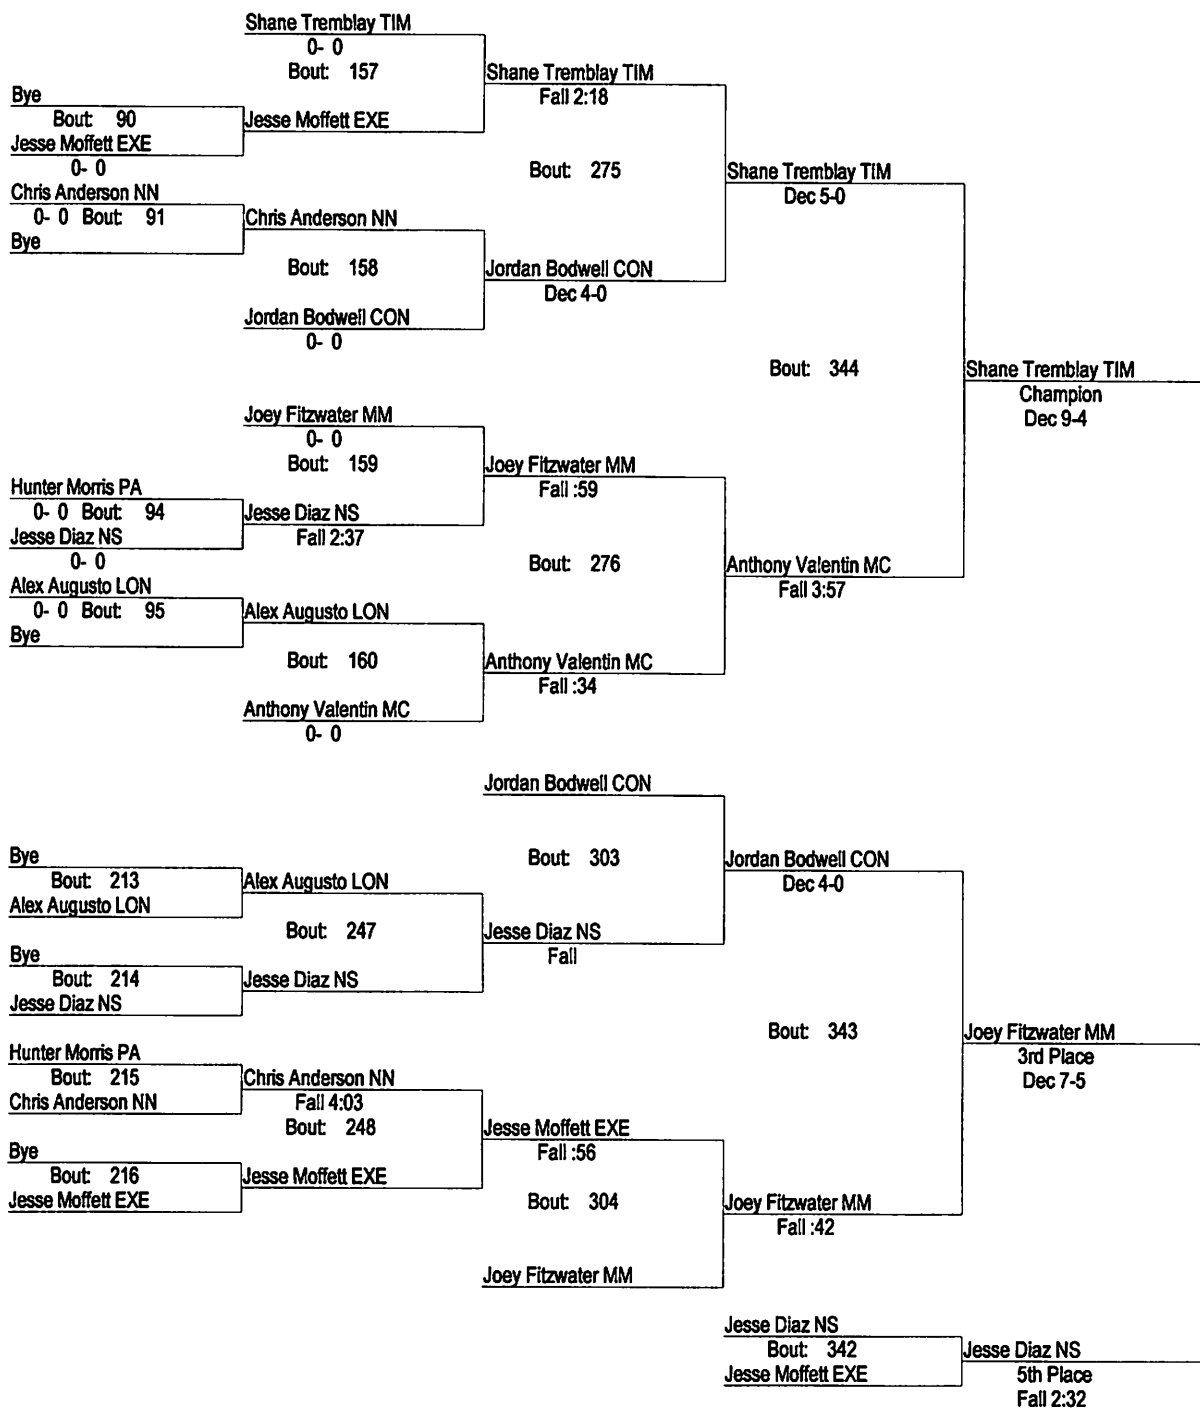 Shane Tremblay TIM
0- 0
Bout: 157
Shane Tremblay TIM
Fall 2:18
Bye
Bout: 90
Jesse Moffett EXE
Jesse Moffett EXE
0- 0
Bout: 275
Shane Tremblay TIM
Dec 5-0
Chris Anderson NN
0- 0 Bout: 91
Chris Anderson NN
Bye
Bout: 158
Jordan Bodwell CON
Dec 4-0
Jordan Bodwell CON
0- 0
Bout: 344
Shane Tremblay TIM
Champion
Dec 9-4
Joey Fitzwater MM
0- 0
Bout: 159
Joey Fitzwater MM
Fall :59
Hunter Morris PA
0- 0 Bout: 94
Jesse Diaz NS
Fall 2:37
Jesse Diaz NS
0- 0
Bout: 276
Anthony Valentin MC
Fall 3:57
Alex Augusto LON
0- 0 Bout: 95
Alex Augusto LON
Bye
Bout: 160
Anthony Valentin MC
Fall :34
Anthony Valentin MC
0- 0
Jordan Bodwell CON
Bout: 303
Jordan Bodwell CON
Dec 4-0
Bye
Bout: 213
Alex Augusto LON
Alex Augusto LON
Bout: 247
Jesse Diaz NS
Fall
Bye
Bout: 214
Jesse Diaz NS
Jesse Diaz NS
Bout: 343
Joey Fitzwater MM
3rd Place
Dec 7-5
Hunter Morris PA
Bout: 215
Chris Anderson NN
Fall 4:03
Chris Anderson NN
Bout: 248
Jesse Moffett EXE
Fall :56
Bye
Bout: 216
Jesse Moffett EXE
Jesse Moffett EXE
Bout: 304
Joey Fitzwater MM
Fall :42
Joey Fitzwater MM
Jesse Diaz NS
Bout: 342
Jesse Diaz NS
Jesse Moffett EXE
5th Place
Fall 2:32